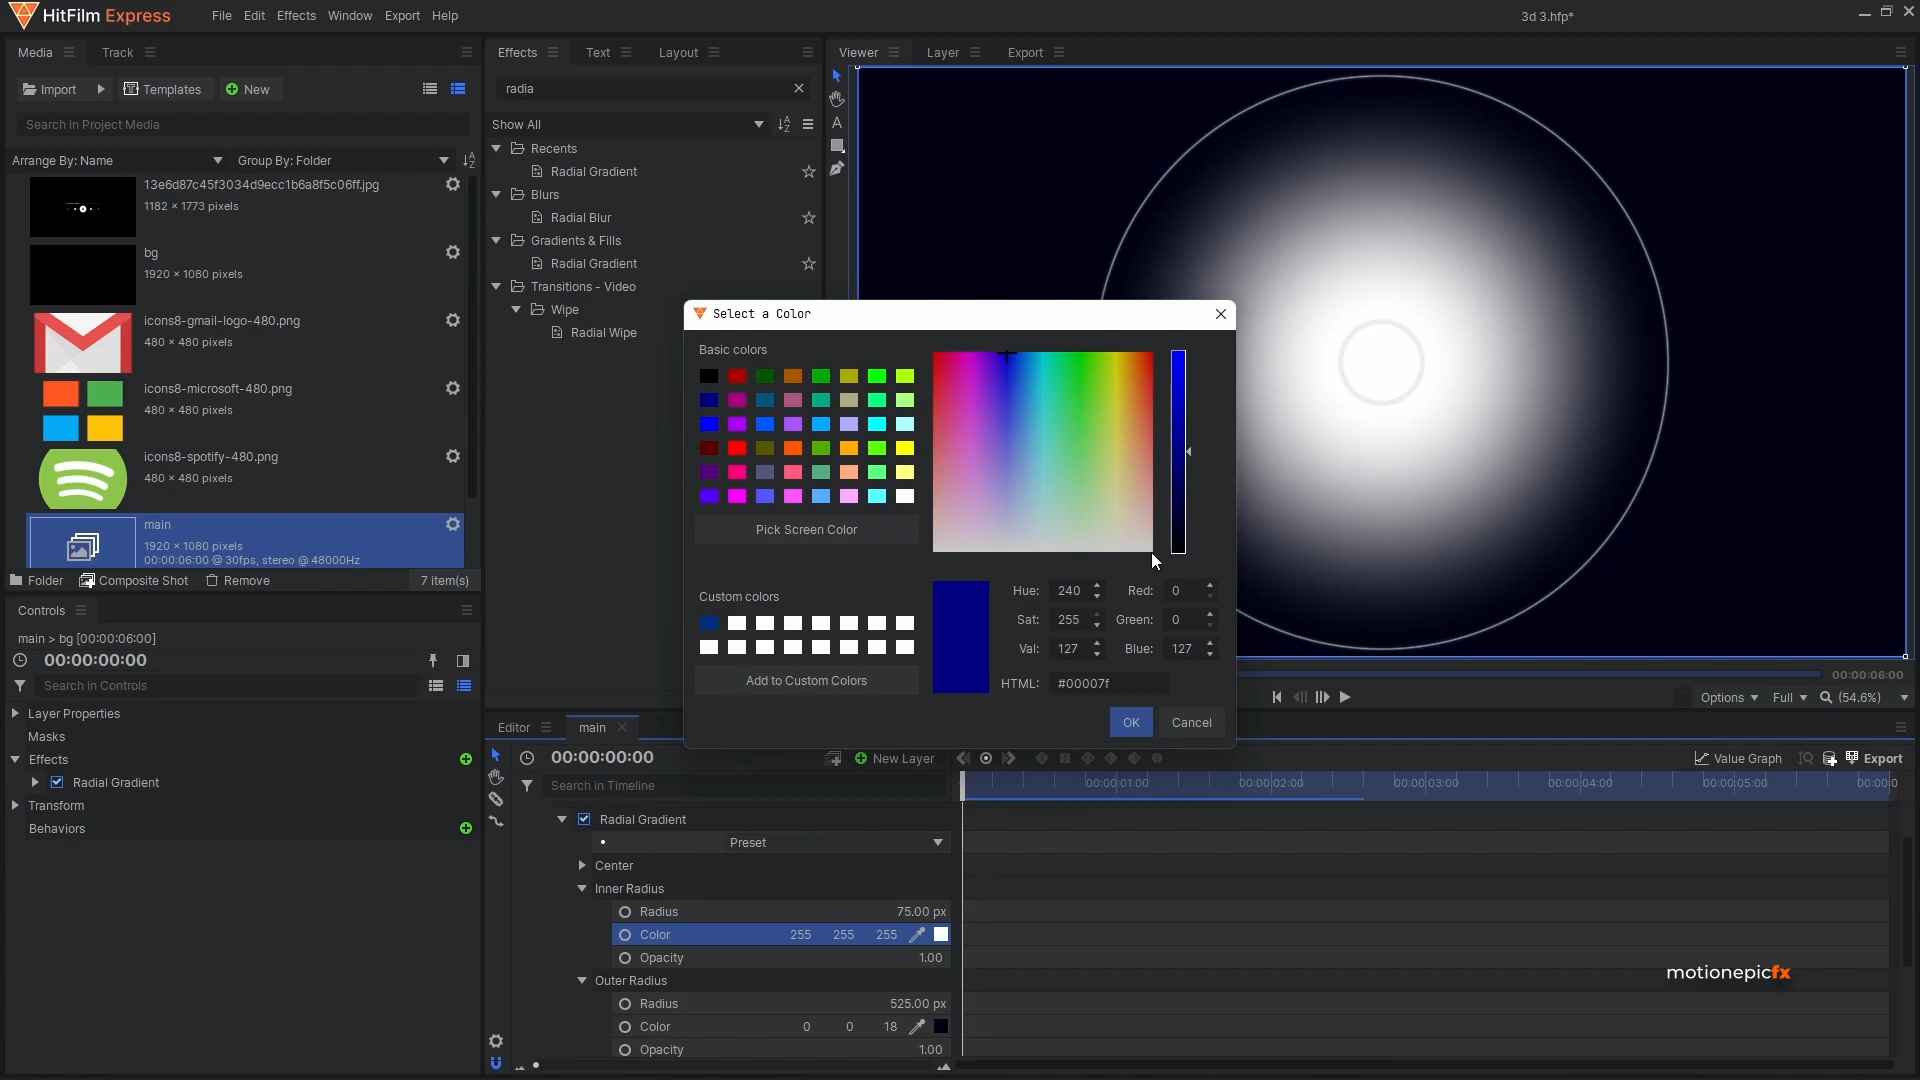 HitFilm Express
File Edit Effects Window Export Help
3d 3.hfp*
Media Track
Effects Text Layout
Viewer Layer Export
Import Templates New
radia
Search in Project Media
Show All
Arrange By: Name Group By: Folder
Recents
Radial Gradient
13e6d87c45f3034d9ecc1b6a8f5c06ff.jpg
1182 × 1773 pixels
Blurs
Radial Blur
Gradients & Fills
Radial Gradient
bg
1920 × 1080 pixels
Transitions - Video
Wipe
Radial Wipe
icons8-gmail-logo-480.png
480 × 480 pixels
icons8-microsoft-480.png
480 × 480 pixels
icons8-spotify-480.png
480 × 480 pixels
main
1920 × 1080 pixels
00:00:06:00 @ 30fps, stereo @ 48000Hz
Folder Composite Shot Remove 7 item(s)
Select a Color
Basic colors
Pick Screen Color
Custom colors
Add to Custom Colors
Hue: 240 Red: 0
Sat: 255 Green: 0
Val: 127 Blue: 127
HTML: #00007f
OK Cancel
Controls
main > bg [00:00:06:00]
00:00:00:00
Search in Controls
Layer Properties
Masks
Effects
Radial Gradient
Transform
Behaviors
00:00:06:00
Options Full (54.6%)
Editor main
00:00:00:00 New Layer Value Graph Export
Search in Timeline
00:00:01:00 00:00:02:00 00:00:03:00 00:00:04:00 00:00:05:00 00:00:0
Radial Gradient
Preset
Center
Inner Radius
Radius 75.00 px
Color 255 255 255
Opacity 1.00
Outer Radius
Radius 525.00 px
Color 0 0 18
Opacity 1.00
motionepicfx